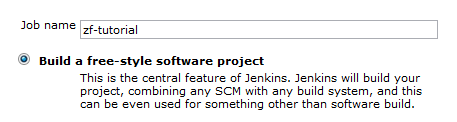 Job name zf-tutorial
Build a free-style software project
This is the central feature of Jenkins. Jenkins will build your
project, combining any SCM with any build system, and this
can be even used for something other than software build.